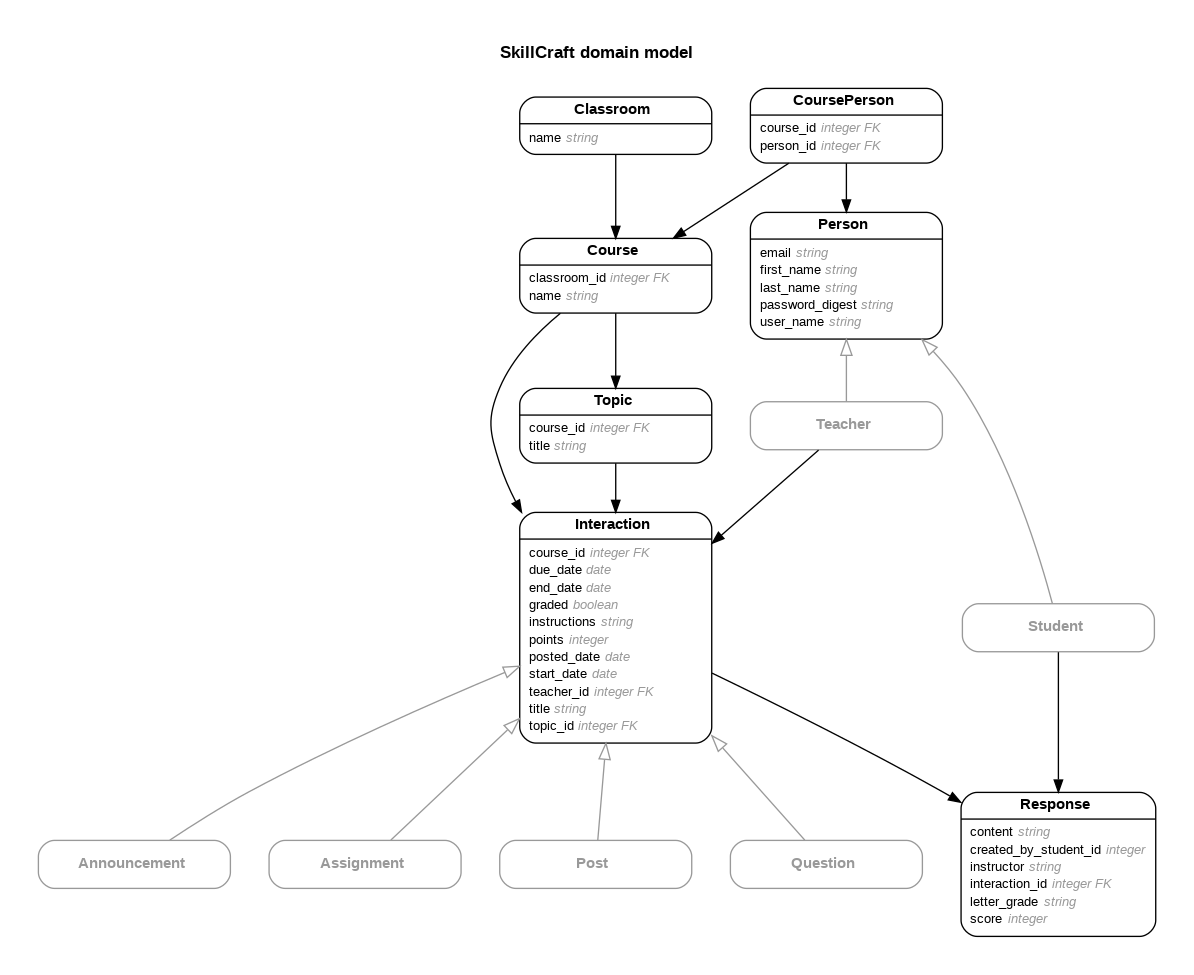 SkillCraft domain model
Classroom
name string
CoursePerson
course_id integer FK
person_id integer FK
Course
classroom_id integer FK
name string
Person
email string
first_name string
last_name string
password_digest string
user_name string
Topic
course_id integer FK
title string
Teacher
Interaction
course_id integer FK
due_date date
end_date date
graded boolean
instructions string
points integer
posted_date date
start_date date
teacher_id integer FK
title string
topic_id integer FK
Student
Announcement
Assignment
Post
Question
Response
content string
created_by_student_id integer
instructor string
interaction_id integer FK
letter_grade string
score integer